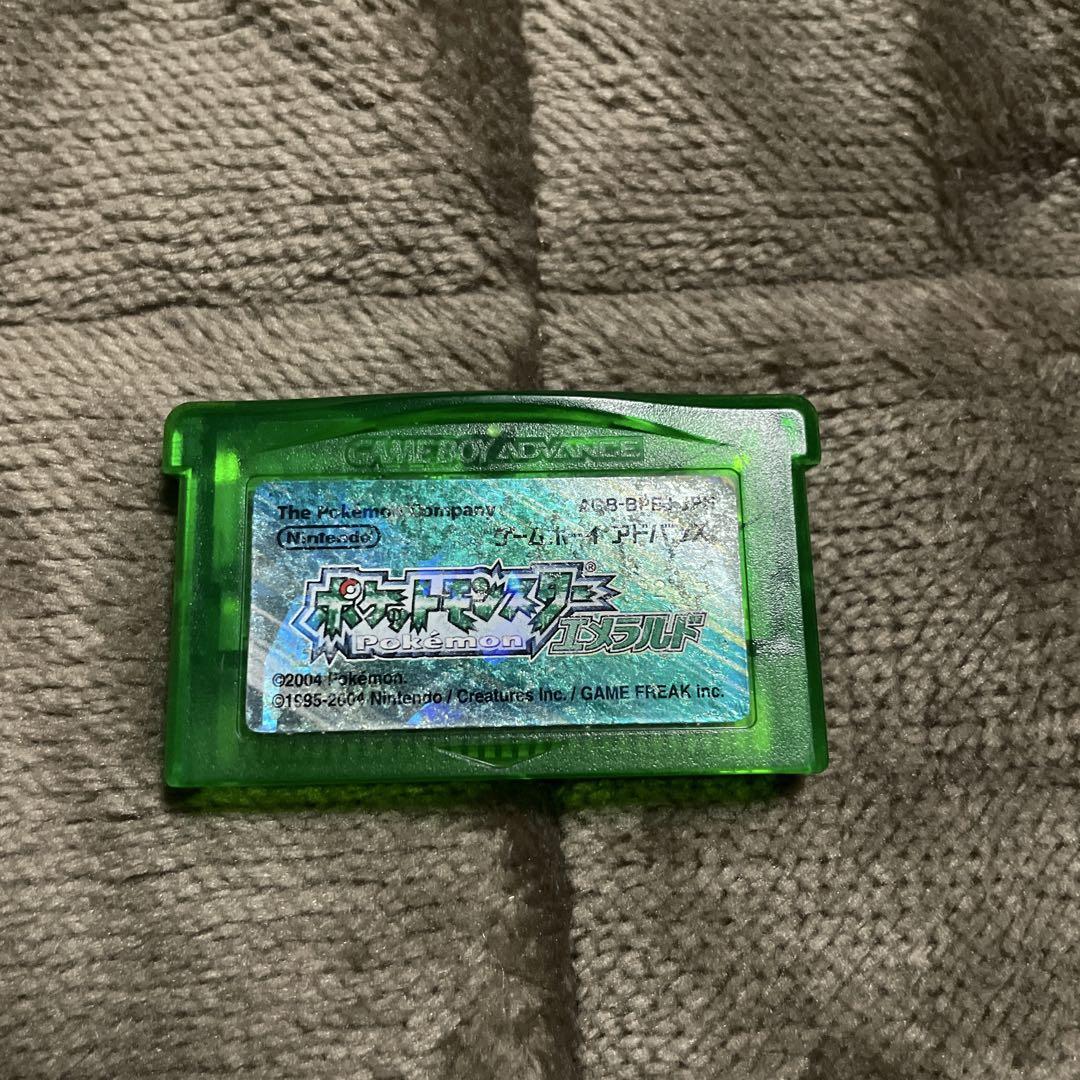 GAME BOY ADVANCE
The Pokémon Company
AGB-BPEJ-JPN
Nintendo
ゲームボーイアドバンス
ポケットモンスター®
Pokémon
エメラルド
©2004 Pokémon.
©1995-2004 Nintendo / Creatures Inc. / GAME FREAK inc.